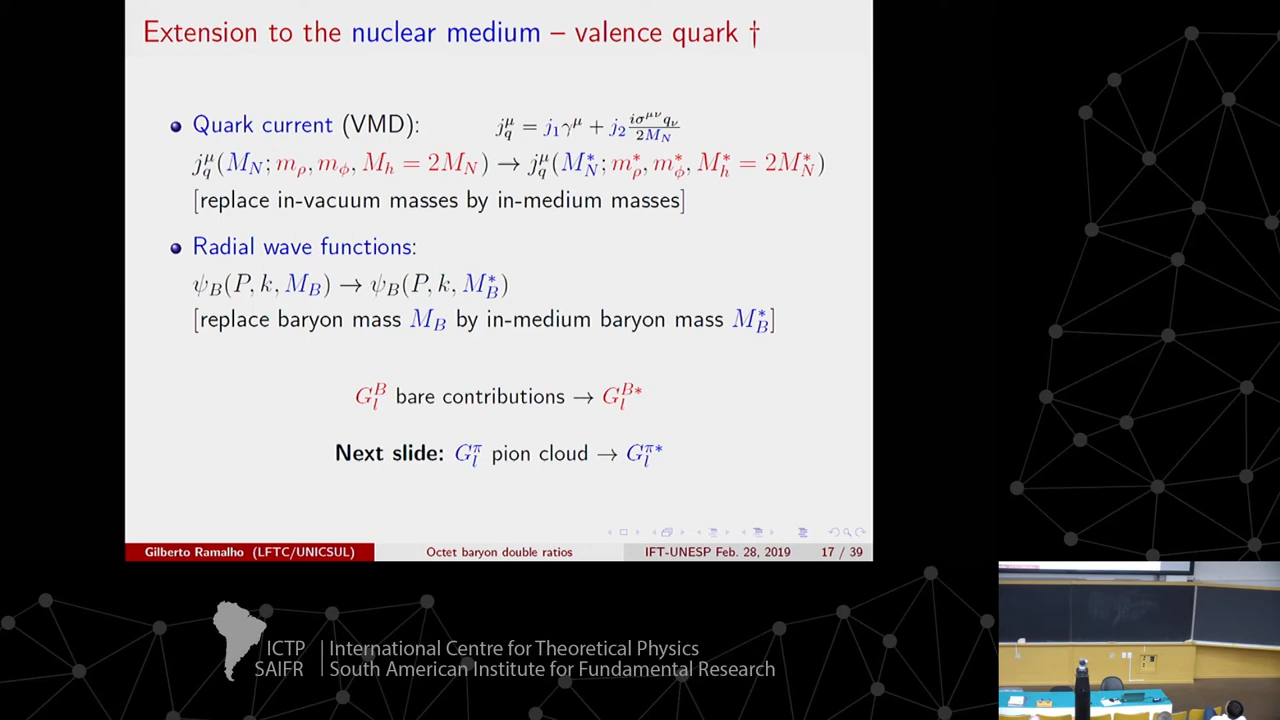 Extension to the nuclear medium – valence quark †
Quark current (VMD): j_q^μ = j_1 γ^μ + j_2 iσ^{μν}q_ν / 2M_N
j_q^μ(M_N; m_ρ, m_φ, M_h = 2M_N) → j_q^μ(M_N^*; m_ρ^*, m_φ^*, M_h^* = 2M_N^*)
[replace in-vacuum masses by in-medium masses]
Radial wave functions:
ψ_B(P, k, M_B) → ψ_B(P, k, M_B^*)
[replace baryon mass M_B by in-medium baryon mass M_B^*]
G_l^B bare contributions → G_l^{B*}
Next slide: G_l^π pion cloud → G_l^{π*}
Gilberto Ramalho (LFTC/UNICSUL) Octet baryon double ratios IFT-UNESP Feb. 28, 2019 17 / 39
ICTP International Centre for Theoretical Physics
SAIFR South American Institute for Fundamental Research